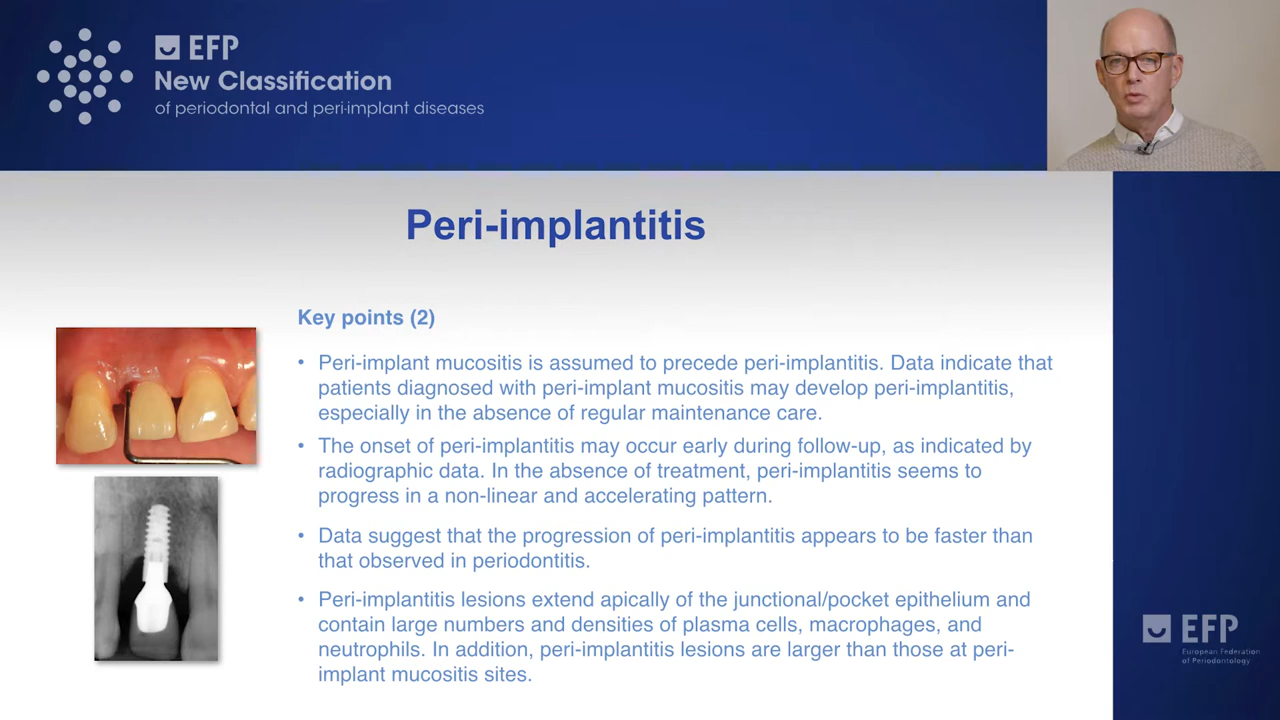 EFP
New Classification
of periodontal and peri-implant diseases
Peri-implantitis
Key points (2)
• Peri-implant mucositis is assumed to precede peri-implantitis. Data indicate that
patients diagnosed with peri-implant mucositis may develop peri-implantitis,
especially in the absence of regular maintenance care.
• The onset of peri-implantitis may occur early during follow-up, as indicated by
radiographic data. In the absence of treatment, peri-implantitis seems to
progress in a non-linear and accelerating pattern.
• Data suggest that the progression of peri-implantitis appears to be faster than
that observed in periodontitis.
• Peri-implantitis lesions extend apically of the junctional/pocket epithelium and
contain large numbers and densities of plasma cells, macrophages, and
neutrophils. In addition, peri-implantitis lesions are larger than those at peri-
implant mucositis sites.
EFP
European Federation
of Periodontology